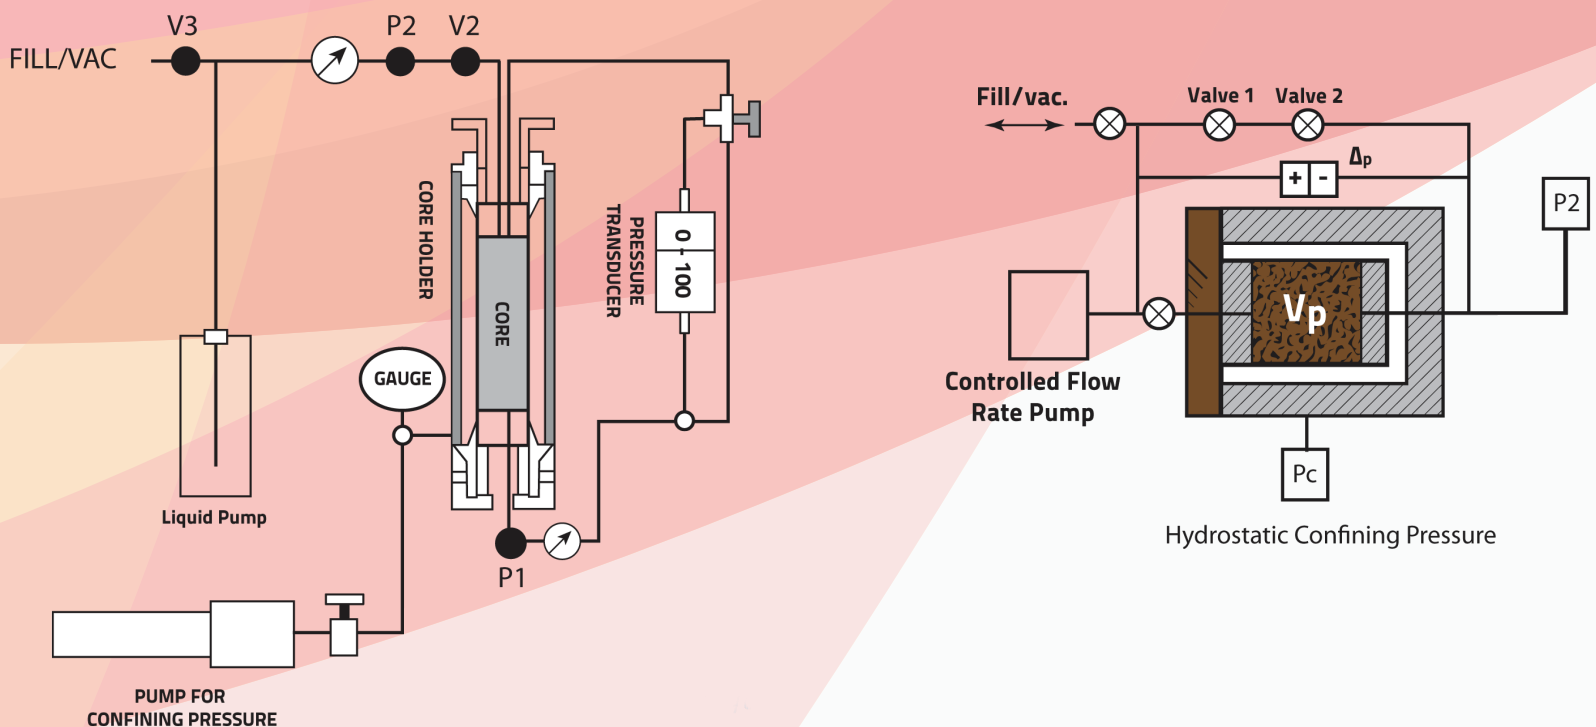 V3
P2
V2
FILL/VAC
CORE HOLDER
CORE
PRESSURE
TRANSDUCER
0 - 100
GAUGE
Liquid Pump
P1
PUMP FOR
CONFINING PRESSURE
Fill/vac.
Valve 1
Valve 2
Δp
+ -
P2
Vp
Controlled Flow
Rate Pump
Pc
Hydrostatic Confining Pressure